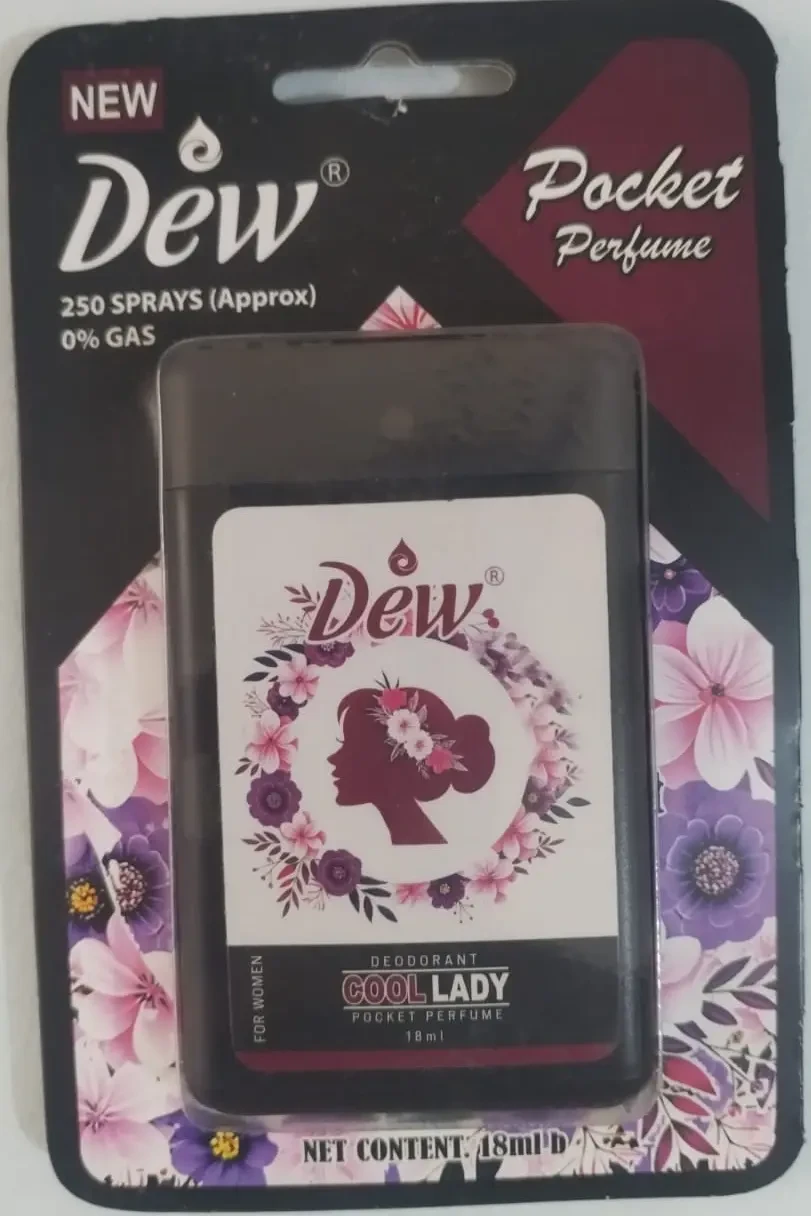 NEW
Dew®
Pocket
Perfume
250 SPRAYS (Approx)
0% GAS
Dew®
FOR WOMEN
DEODORANT
COOL LADY
POCKET PERFUME
18ml
NET CONTENT. 18ml b